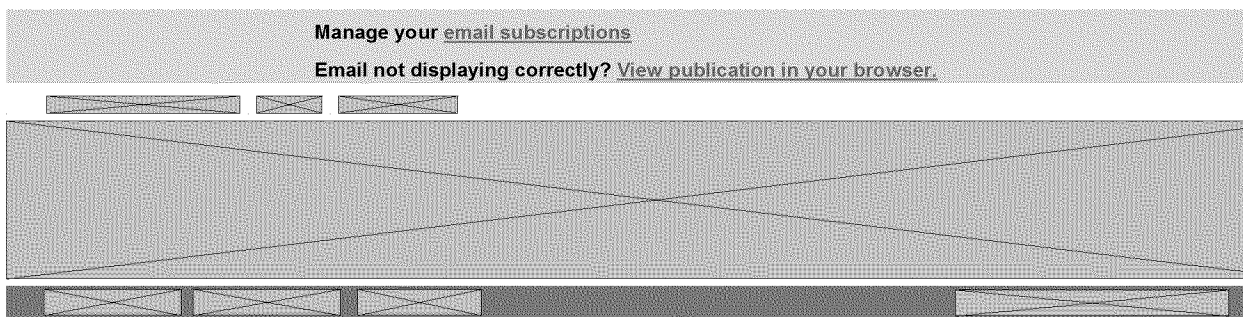 Manage your email subscriptions
Email not displaying correctly? View publication in your browser.